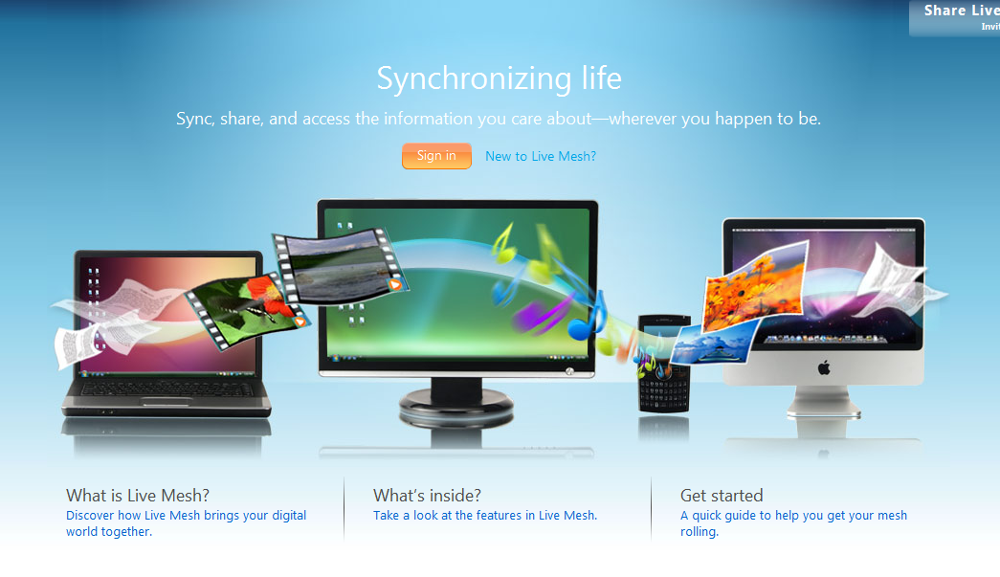 Share Live
Invit
Synchronizing life
Sync, share, and access the information you care about—wherever you happen to be.
Sign in
New to Live Mesh?
What is Live Mesh?
Discover how Live Mesh brings your digital
world together.
What's inside?
Take a look at the features in Live Mesh.
Get started
A quick guide to help you get your mesh
rolling.